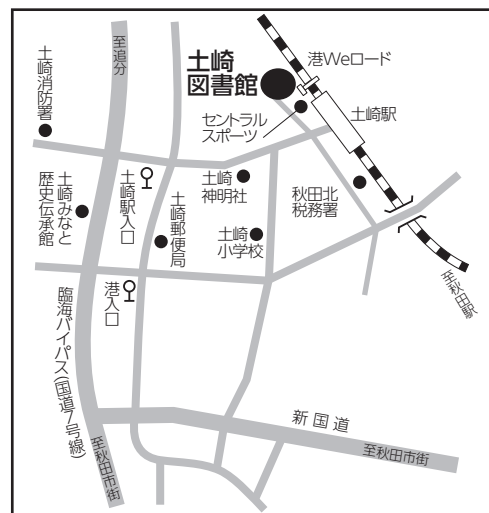 至追分
土崎
図書館
港Weロード
土崎消防署
セントラル
スポーツ
土崎駅
土崎みなと
歴史伝承館
土崎駅入口
土崎郵便局
土崎
神明社
秋田北
税務署
土崎
小学校
港入口
至秋田駅
臨海バイパス(国道7号線)
至秋田市街
新国道
至秋田市街